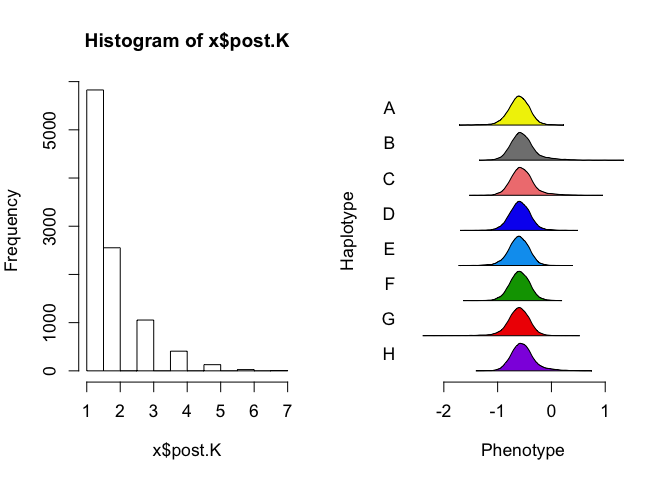 Histogram of x$post.K
Frequency
0
1000
3000
5000
1 2 3 4 5 6 7
x$post.K
Haplotype
A
B
C
D
E
F
G
H
-2 -1 0 1
Phenotype